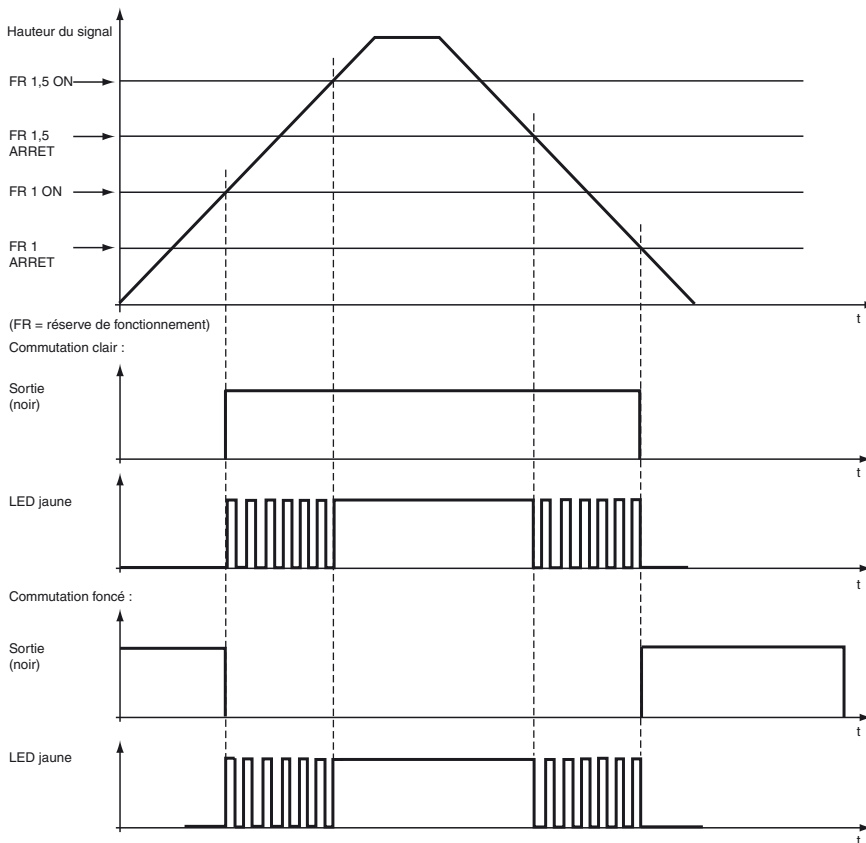 Hauteur du signal
FR 1,5 ON
FR 1,5
ARRET
FR 1 ON
FR 1
ARRET
t
(FR = réserve de fonctionnement)
Commutation clair :
Sortie
(noir)
t
LED jaune
t
Commutation foncé :
Sortie
(noir)
t
LED jaune
t